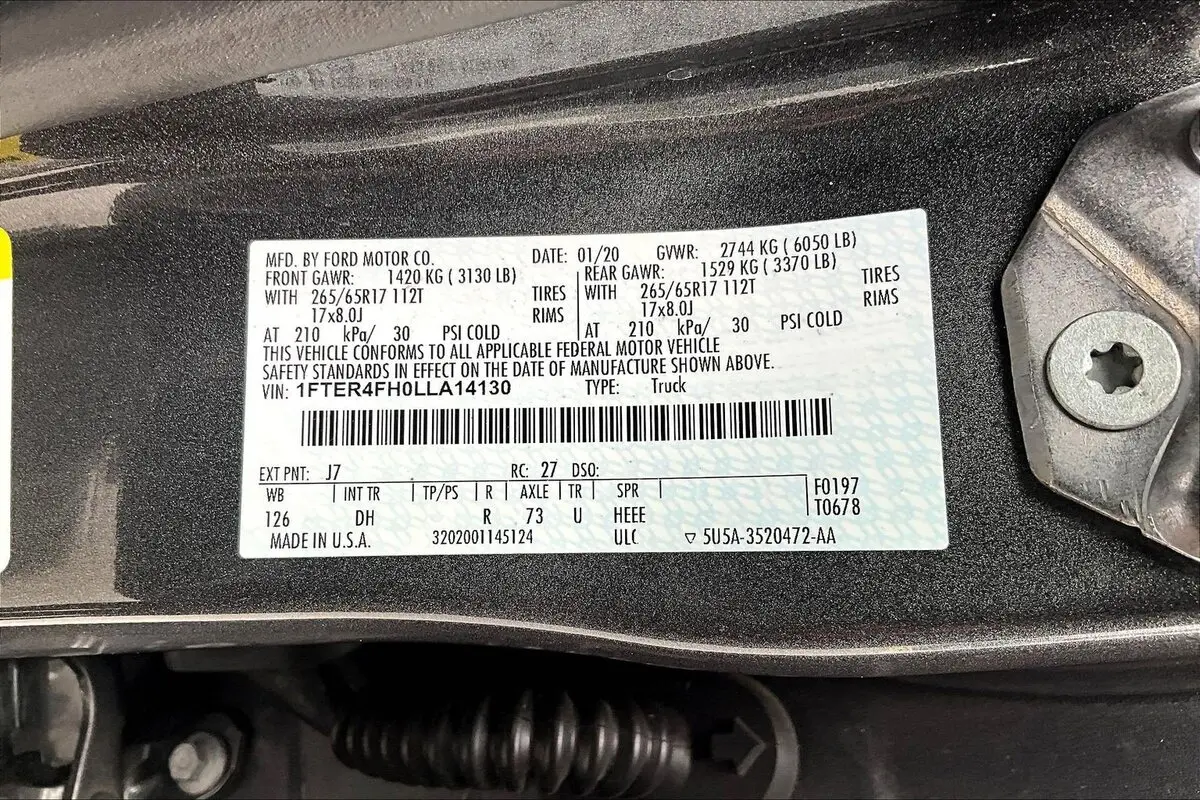 MFD. BY FORD MOTOR CO. DATE: 01/20 GVWR: 2744 KG ( 6050 LB)
FRONT GAWR: 1420 KG ( 3130 LB) REAR GAWR: 1529 KG ( 3370 LB)
WITH 265/65R17 112T TIRES WITH 265/65R17 112T TIRES
17x8.0J RIMS 17x8.0J RIMS
AT 210 kPa/ 30 PSI COLD AT 210 kPa/ 30 PSI COLD
THIS VEHICLE CONFORMS TO ALL APPLICABLE FEDERAL MOTOR VEHICLE
SAFETY STANDARDS IN EFFECT ON THE DATE OF MANUFACTURE SHOWN ABOVE.
VIN: 1FTER4FH0LLA14130 TYPE: Truck
EXT PNT: J7 RC: 27 DSO:
WB INT TR TP/PS R AXLE TR SPR F0197
T0678
126 DH R 73 U HEEE
MADE IN U.S.A. 3202001145124 ULC ▽ 5U5A-3520472-AA